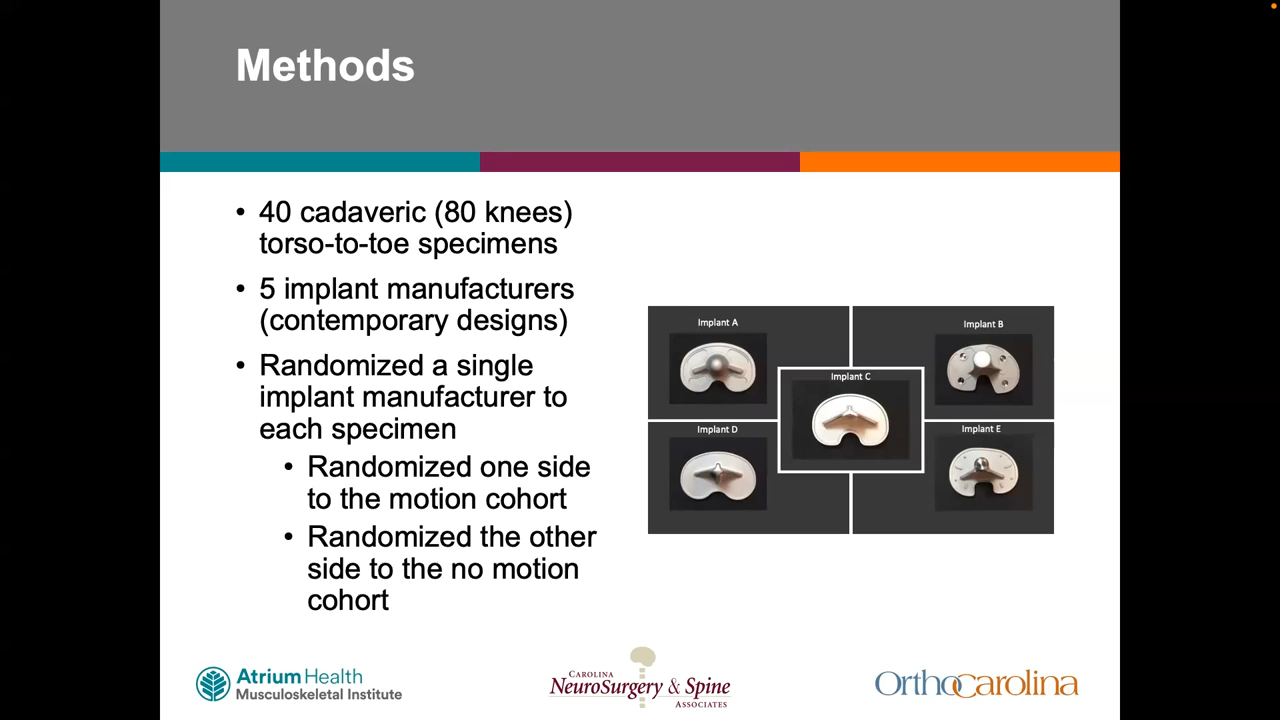 Methods
• 40 cadaveric (80 knees)
torso-to-toe specimens
• 5 implant manufacturers
(contemporary designs)
• Randomized a single
implant manufacturer to
each specimen
• Randomized one side
to the motion cohort
• Randomized the other
side to the no motion
cohort
Implant A
Implant B
Implant C
Implant D
Implant E
Atrium Health
Musculoskeletal Institute
Carolina
NeuroSurgery & Spine
Associates
OrthoCarolina